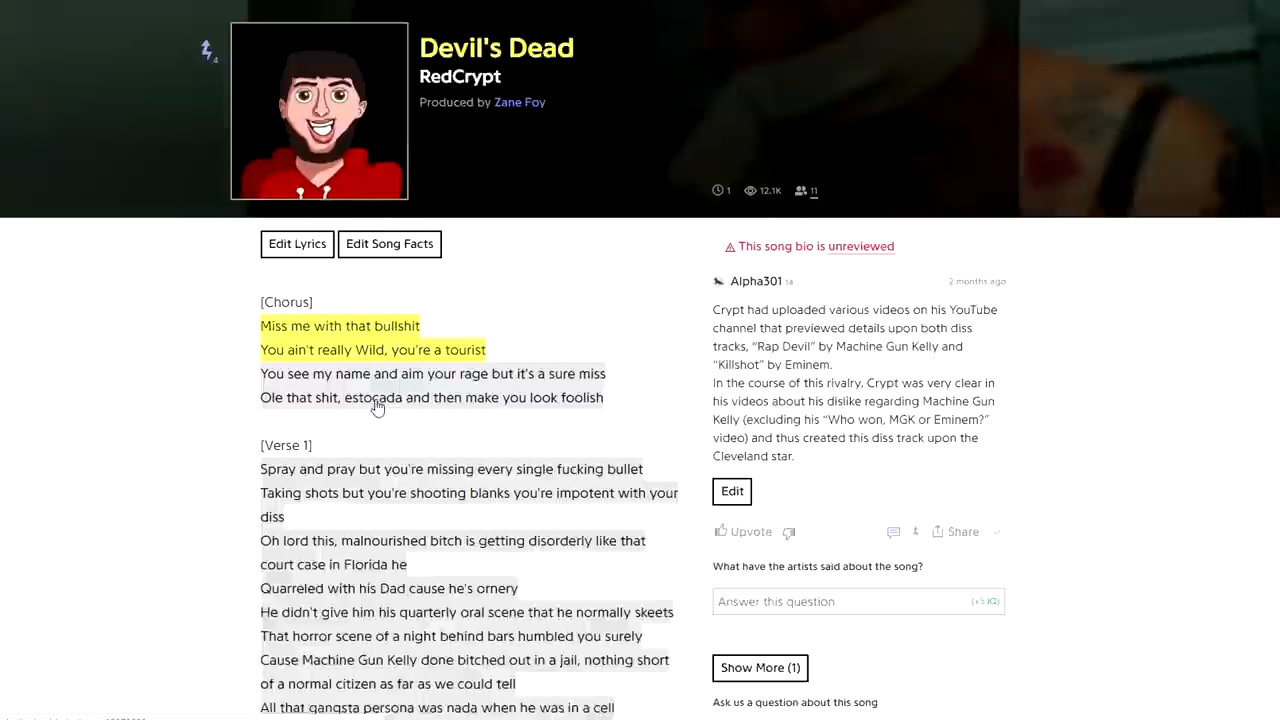 Devil's Dead
RedCrypt
Produced by Zane Foy
4
1 12.1K 11
Edit Lyrics Edit Song Facts
[Chorus]
Miss me with that bullshit
You ain't really Wild, you're a tourist
You see my name and aim your rage but it's a sure miss
Ole that shit, estocada and then make you look foolish
[Verse 1]
Spray and pray but you're missing every single fucking bullet
Taking shots but you're shooting blanks you're impotent with your
diss
Oh lord this, malnourished bitch is getting disorderly like that
court case in Florida he
Quarreled with his Dad cause he's ornery
He didn't give him his quarterly oral scene that he normally skeets
That horror scene of a night behind bars humbled you surely
Cause Machine Gun Kelly done bitched out in a jail, nothing short
of a normal citizen as far as we could tell
All that gangsta persona was nada when he was in a cell
This song bio is unreviewed
Alpha301 14 2 months ago
Crypt had uploaded various videos on his YouTube
channel that previewed details upon both diss
tracks, “Rap Devil” by Machine Gun Kelly and
“Killshot” by Eminem.
In the course of this rivalry, Crypt was very clear in
his videos about his dislike regarding Machine Gun
Kelly (excluding his “Who won, MGK or Eminem?”
video) and thus created this diss track upon the
Cleveland star.
Edit
Upvote Share
What have the artists said about the song?
Answer this question (+5 IQ)
Show More (1)
Ask us a question about this song